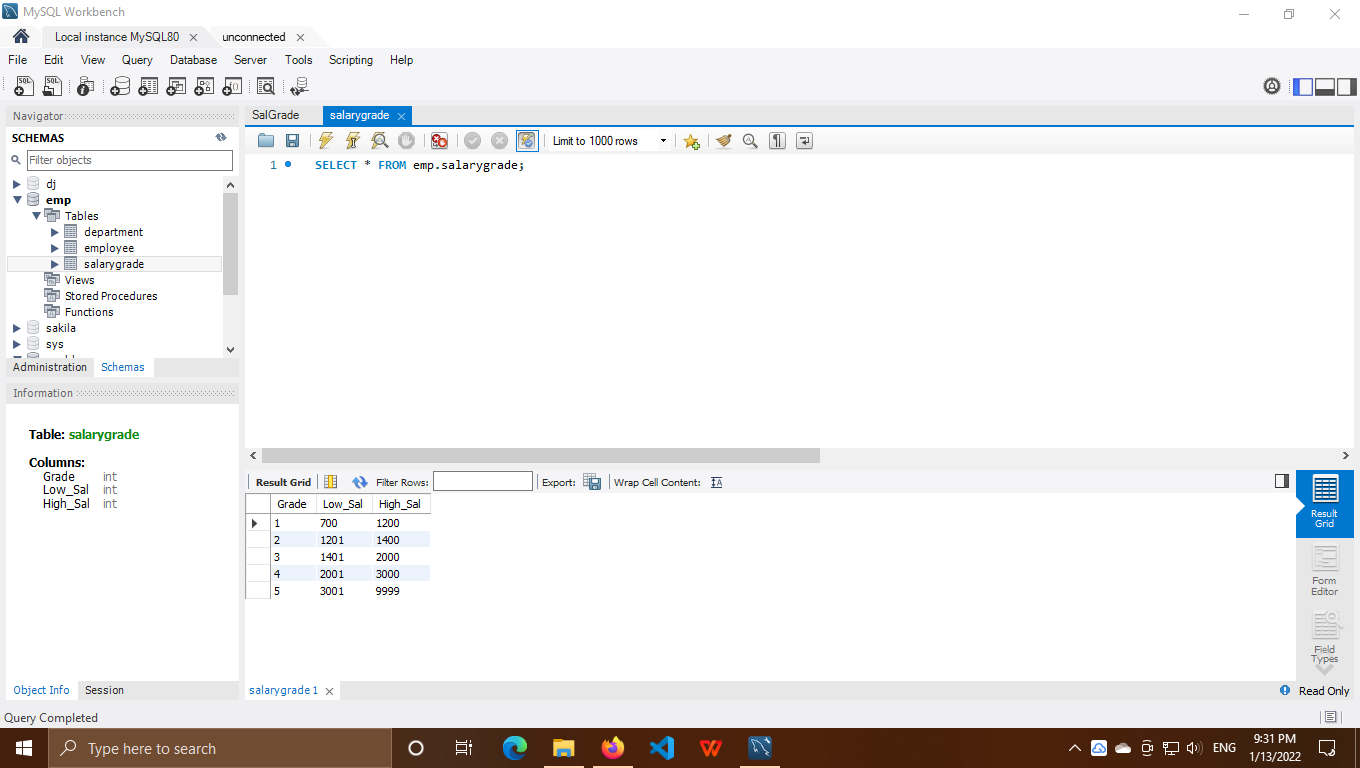 MySQL Workbench
Local instance MySQL80
unconnected
File Edit View Query Database Server Tools Scripting Help
SQL SQL
Navigator
SCHEMAS
Filter objects
dj
emp
Tables
department
employee
salarygrade
Views
Stored Procedures
Functions
sakila
sys
Administration Schemas
Information
Table: salarygrade
Columns:
Grade int
Low_Sal int
High_Sal int
Object Info Session
SalGrade salarygrade
Limit to 1000 rows
1 SELECT * FROM emp.salarygrade;
Result Grid Filter Rows: Export: Wrap Cell Content:
Grade Low_Sal High_Sal
1 700 1200
2 1201 1400
3 1401 2000
4 2001 3000
5 3001 9999
Result
Grid
Form
Editor
Field
Types
salarygrade 1
Read Only
Query Completed
Type here to search
ENG
9:31 PM
1/13/2022